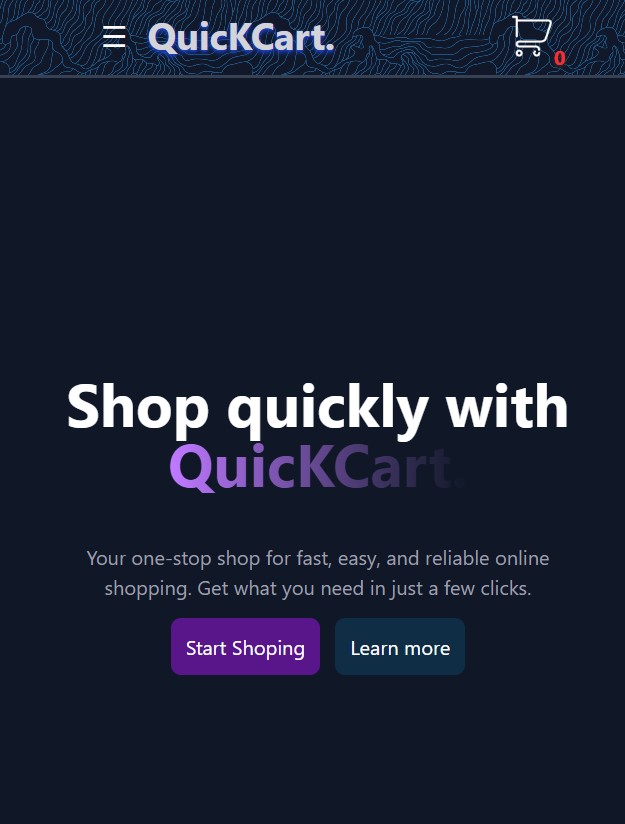 QuicKCart.
0
Shop quickly with
QuicKCart.
Your one-stop shop for fast, easy, and reliable online
shopping. Get what you need in just a few clicks.
Start Shoping
Learn more